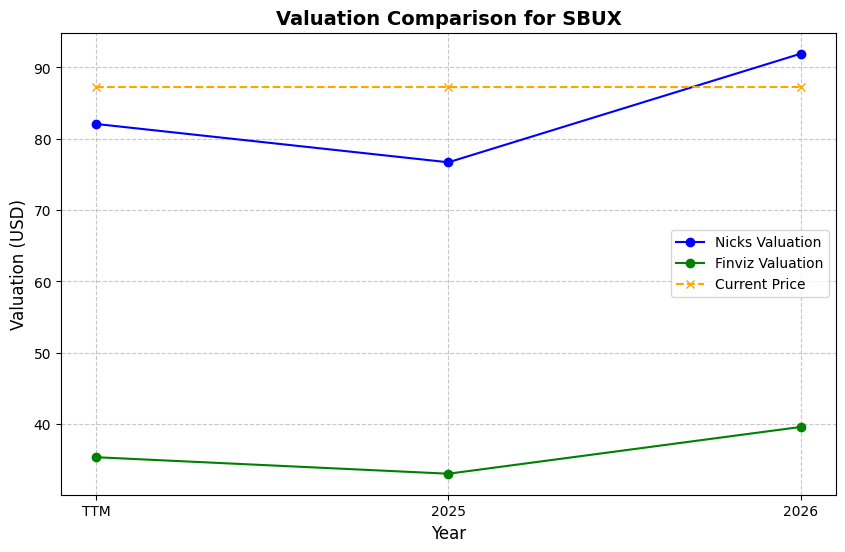 Valuation Comparison for SBUX
Valuation (USD)
90
80
70
60
50
40
Nicks Valuation
Finviz Valuation
Current Price
TTM
2025
2026
Year